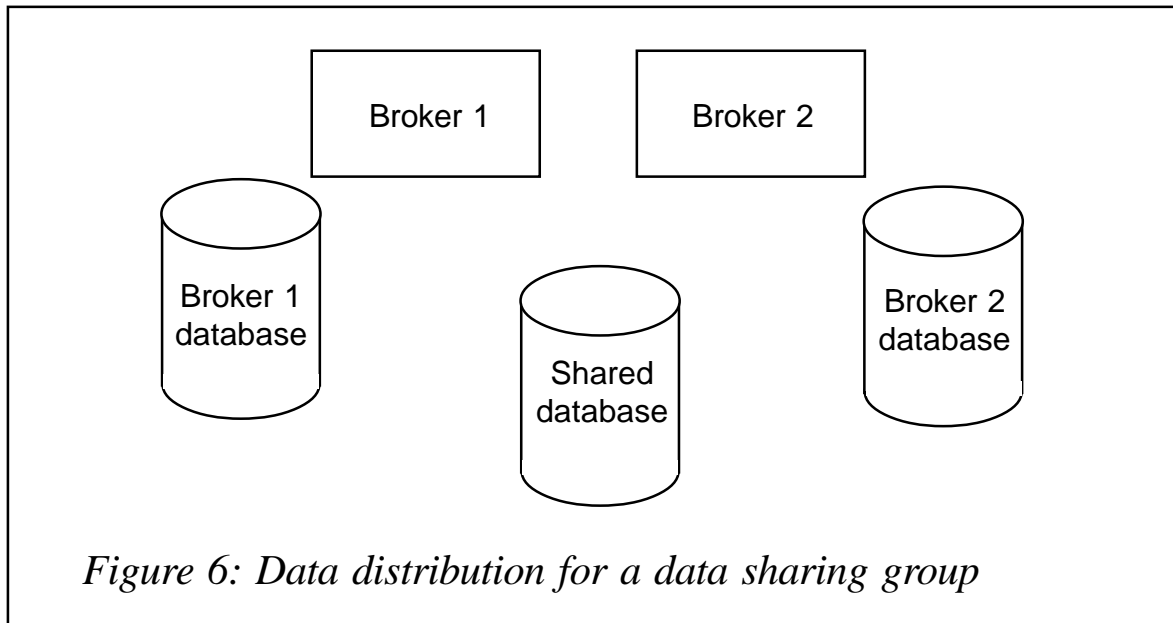 Broker 1
Broker 2
Broker 1
database
Broker 2
database
Shared
database
Figure 6: Data distribution for a data sharing group